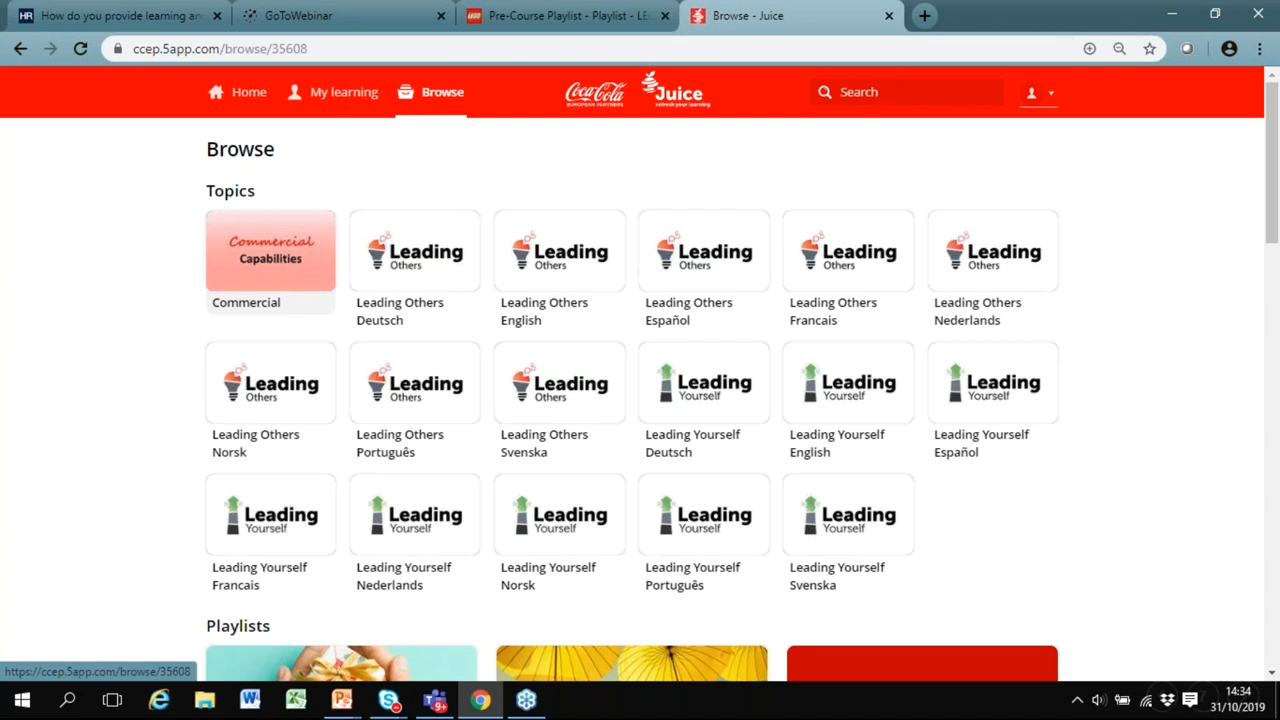 How do you provide learning an
GoToWebinar
Pre-Course Playlist - Playlist - LE
Browse - Juice
ccep.5app.com/browse/35608
Home
My learning
Browse
Coca-Cola
EUROPEAN PARTNERS
Juice
refresh your learning
Search
Browse
Topics
Commercial
Capabilities
Leading
Others
Leading
Others
Leading
Others
Leading
Others
Leading
Others
Commercial
Leading Others
Deutsch
Leading Others
English
Leading Others
Español
Leading Others
Francais
Leading Others
Nederlands
Leading
Others
Leading
Others
Leading
Others
Leading
Yourself
Leading
Yourself
Leading
Yourself
Leading Others
Norsk
Leading Others
Português
Leading Others
Svenska
Leading Yourself
Deutsch
Leading Yourself
English
Leading Yourself
Español
Leading
Yourself
Leading
Yourself
Leading
Yourself
Leading
Yourself
Leading
Yourself
Leading Yourself
Francais
Leading Yourself
Nederlands
Leading Yourself
Norsk
Leading Yourself
Português
Leading Yourself
Svenska
Playlists
https://ccep.5app.com/browse/35608
9+
14:34
31/10/2019